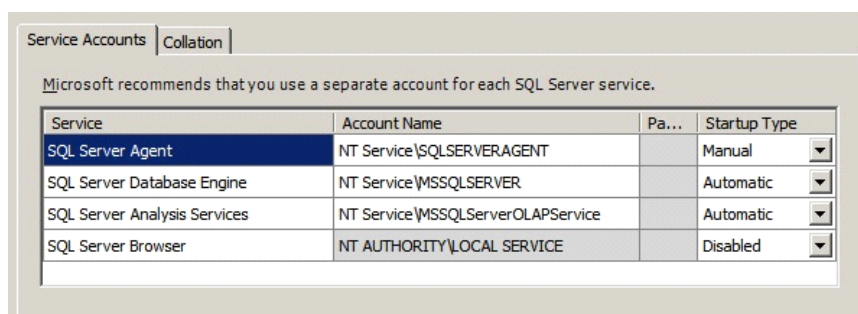 Service Accounts Collation
Microsoft recommends that you use a separate account for each SQL Server service.
Service Account Name Pa... Startup Type
SQL Server Agent NT Service\SQLSERVERAGENT Manual
SQL Server Database Engine NT Service\MSSQLSERVER Automatic
SQL Server Analysis Services NT Service\MSSQLServerOLAPService Automatic
SQL Server Browser NT AUTHORITY\LOCAL SERVICE Disabled